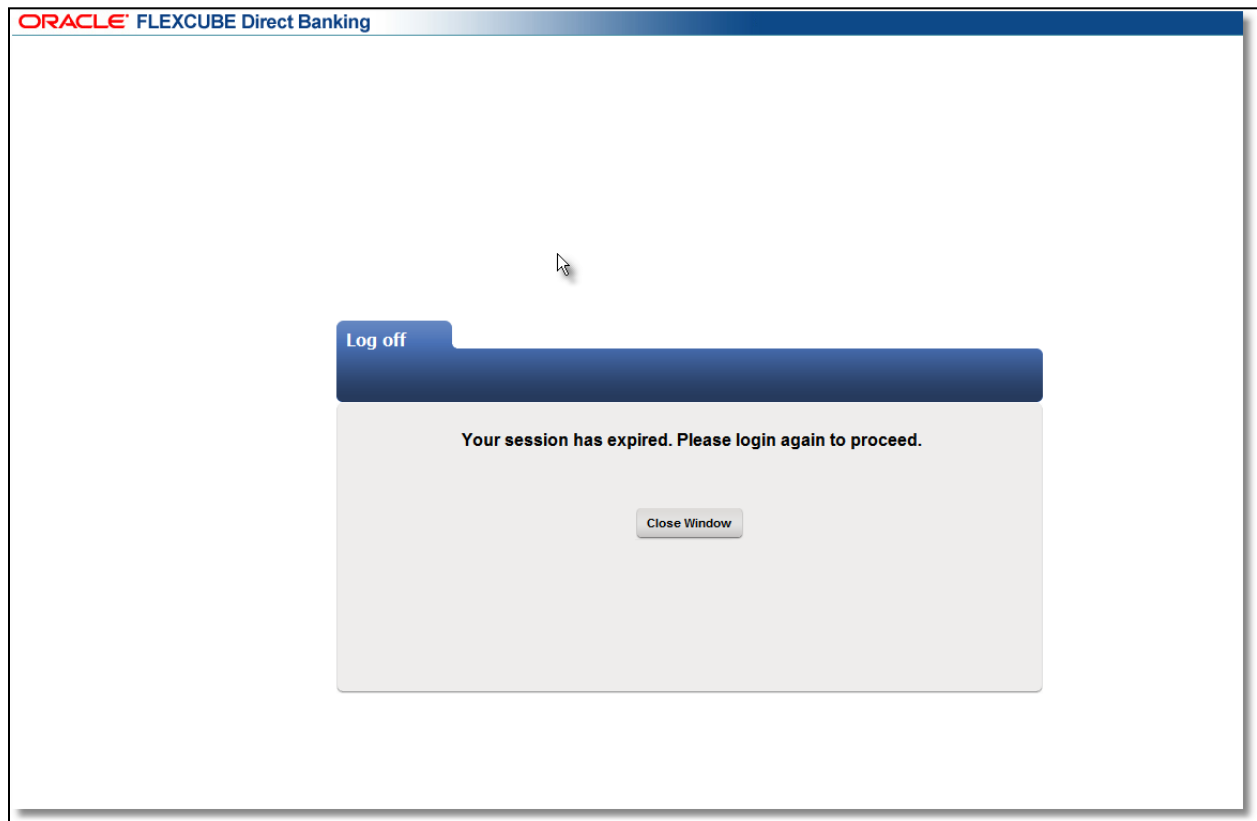 ORACLE FLEXCUBE Direct Banking
Log off
Your session has expired. Please login again to proceed.
Close Window